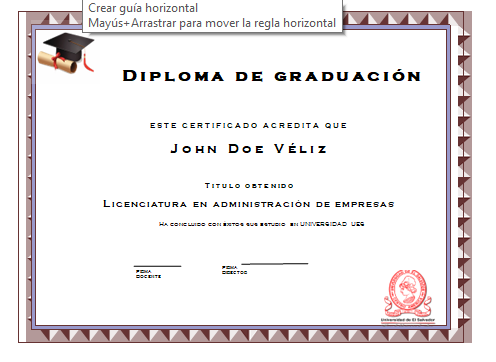 Crear guía horizontal
Mayús+Arrastrar para mover la regla horizontal
Diploma de graduación
este certificado acredita que
John Doe Véliz
Titulo obtenido
Licenciatura en administración de empresas
Ha concluido con éxitos sus estudio en UNIVERSIDAD UEG
FIRMA
DOCENTE
FIRMA
DIRECTOR
Universidad de El Salvador